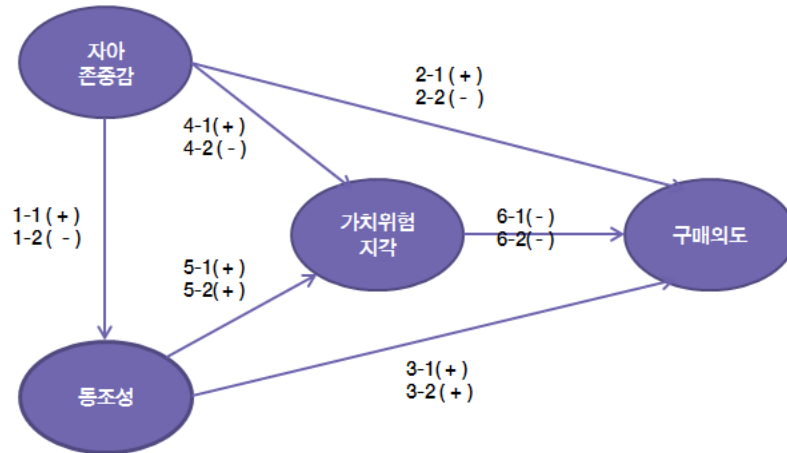 자아
존중감
2-1(+)
2-2(-)
4-1(+)
4-2(-)
1-1(+)
1-2( -)
가치위험
지각
6-1(-)
6-2(-)
구매의도
5-1(+)
5-2(+)
3-1(+)
3-2(+)
동조성